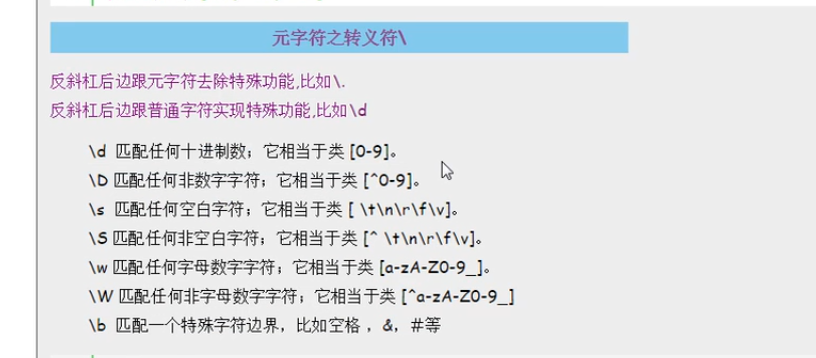 元字符之转义符\
反斜杠后边跟元字符去除特殊功能,比如\.
反斜杠后边跟普通字符实现特殊功能,比如\d
\d 匹配任何十进制数；它相当于类 [0-9]。
\D 匹配任何非数字字符；它相当于类 [^0-9]。
\s 匹配任何空白字符；它相当于类 [ \t\n\r\f\v]。
\S 匹配任何非空白字符；它相当于类 [^ \t\n\r\f\v]。
\w 匹配任何字母数字字符；它相当于类 [a-zA-Z0-9_]。
\W 匹配任何非字母数字字符；它相当于类 [^a-zA-Z0-9_]
\b 匹配一个特殊字符边界，比如空格 ，&，#等